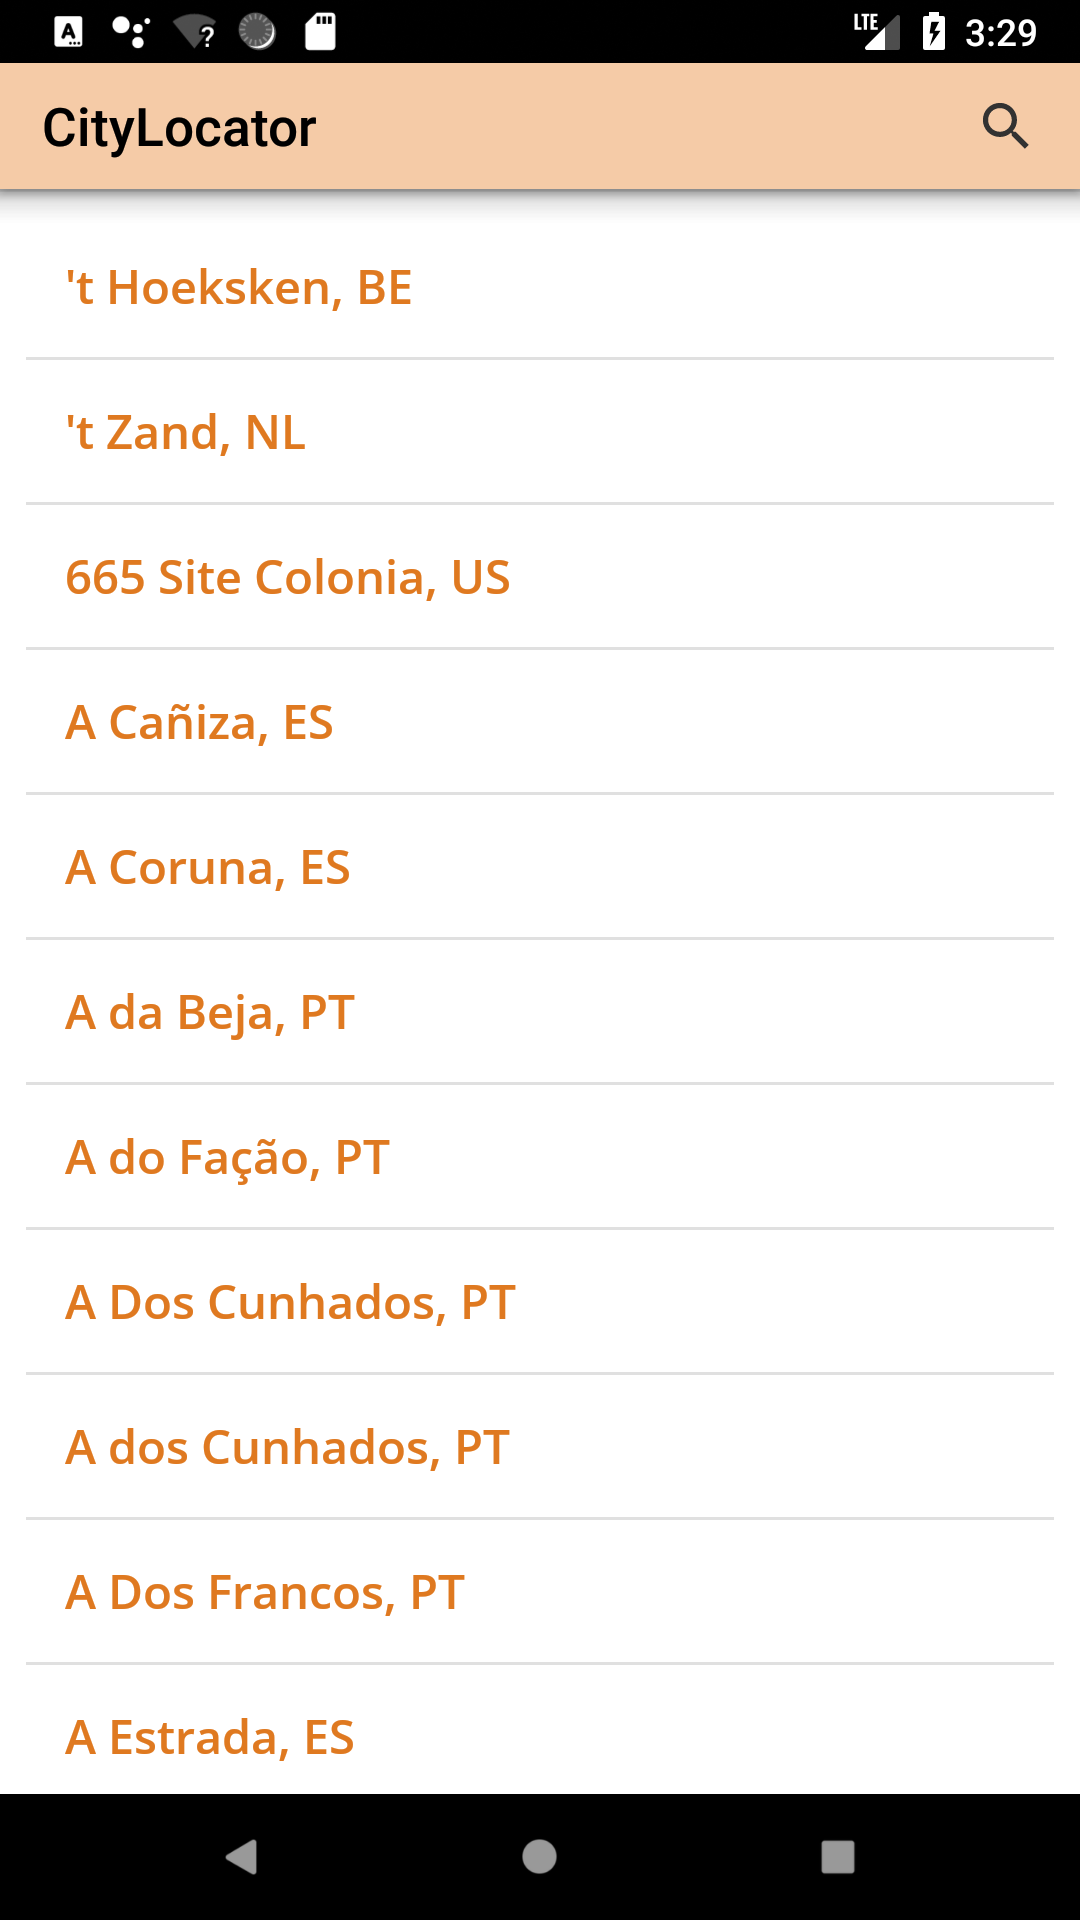 LTE 3:29
CityLocator
't Hoeksken, BE
't Zand, NL
665 Site Colonia, US
A Cañiza, ES
A Coruna, ES
A da Beja, PT
A do Fação, PT
A Dos Cunhados, PT
A dos Cunhados, PT
A Dos Francos, PT
A Estrada, ES